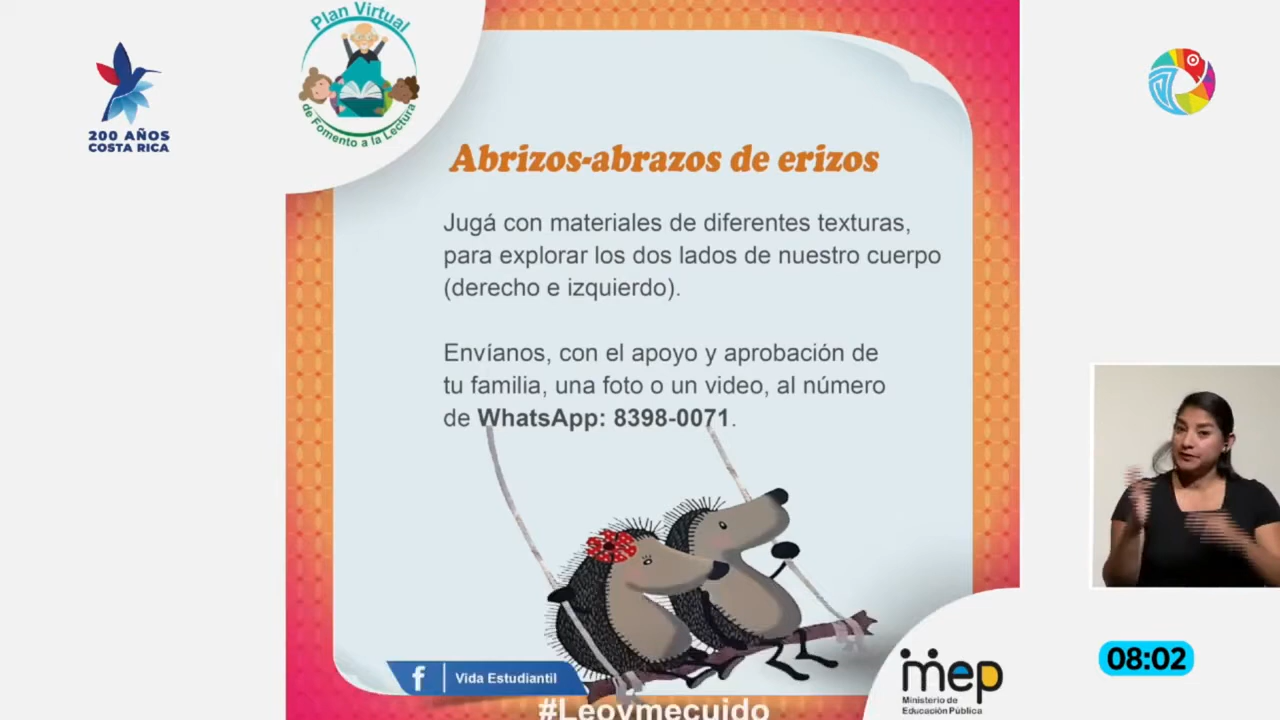 Plan Virtual
de Fomento a la Lectura
200 AÑOS
COSTA RICA
Abrizos-abrazos de erizos
Jugá con materiales de diferentes texturas,
para explorar los dos lados de nuestro cuerpo
(derecho e izquierdo).
Envíanos, con el apoyo y aprobación de
tu familia, una foto o un video, al número
de WhatsApp: 8398-0071.
f
Vida Estudiantil
#Leoymecuido
mep
Ministerio de
Educación Pública
08:02